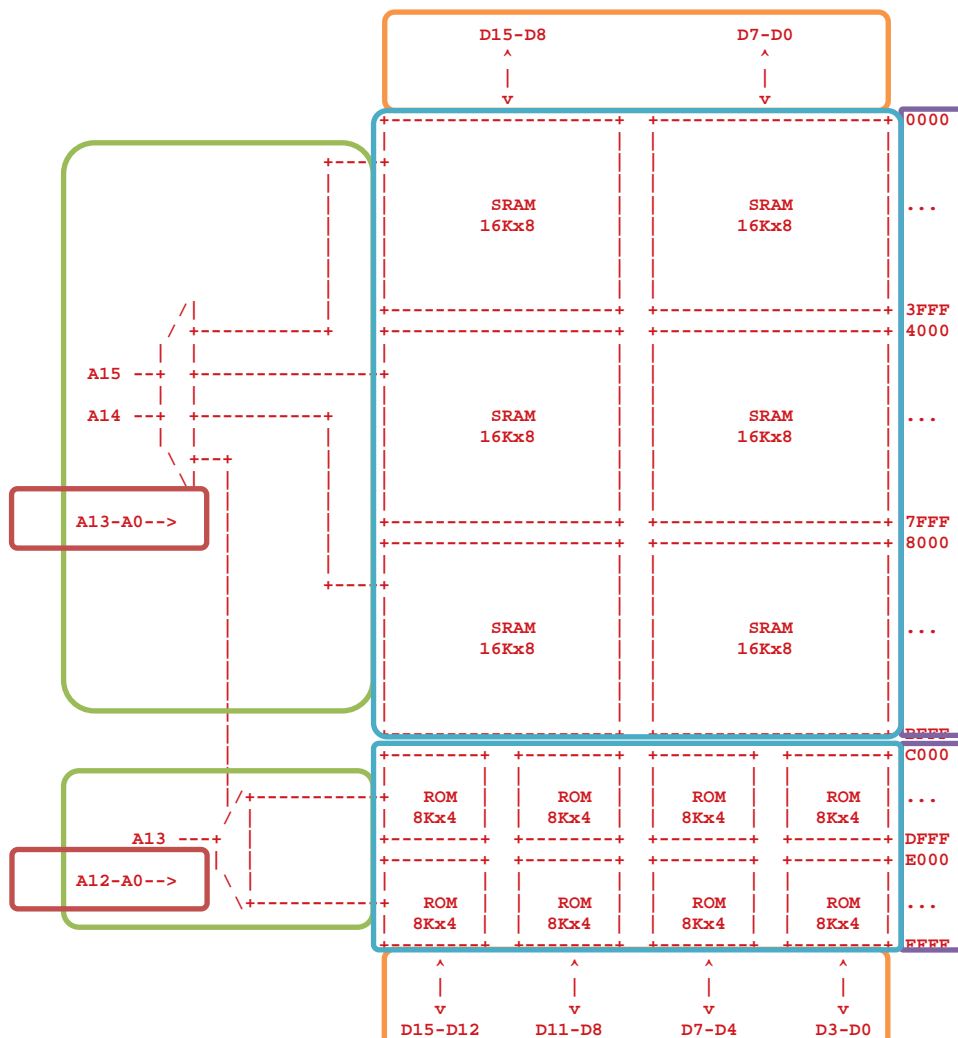 D15-D8 D7-D0
0000
SRAM SRAM ...
16Kx8 16Kx8
3FFF
4000
A15
A14 SRAM SRAM ...
16Kx8 16Kx8
A13-A0--> 7FFF
8000
SRAM SRAM ...
16Kx8 16Kx8
BFFF
C000
ROM ROM ROM ROM ...
8Kx4 8Kx4 8Kx4 8Kx4
A13 DFFF
E000
A12-A0-->
ROM ROM ROM ROM ...
8Kx4 8Kx4 8Kx4 8Kx4
FFFF
D15-D12 D11-D8 D7-D4 D3-D0